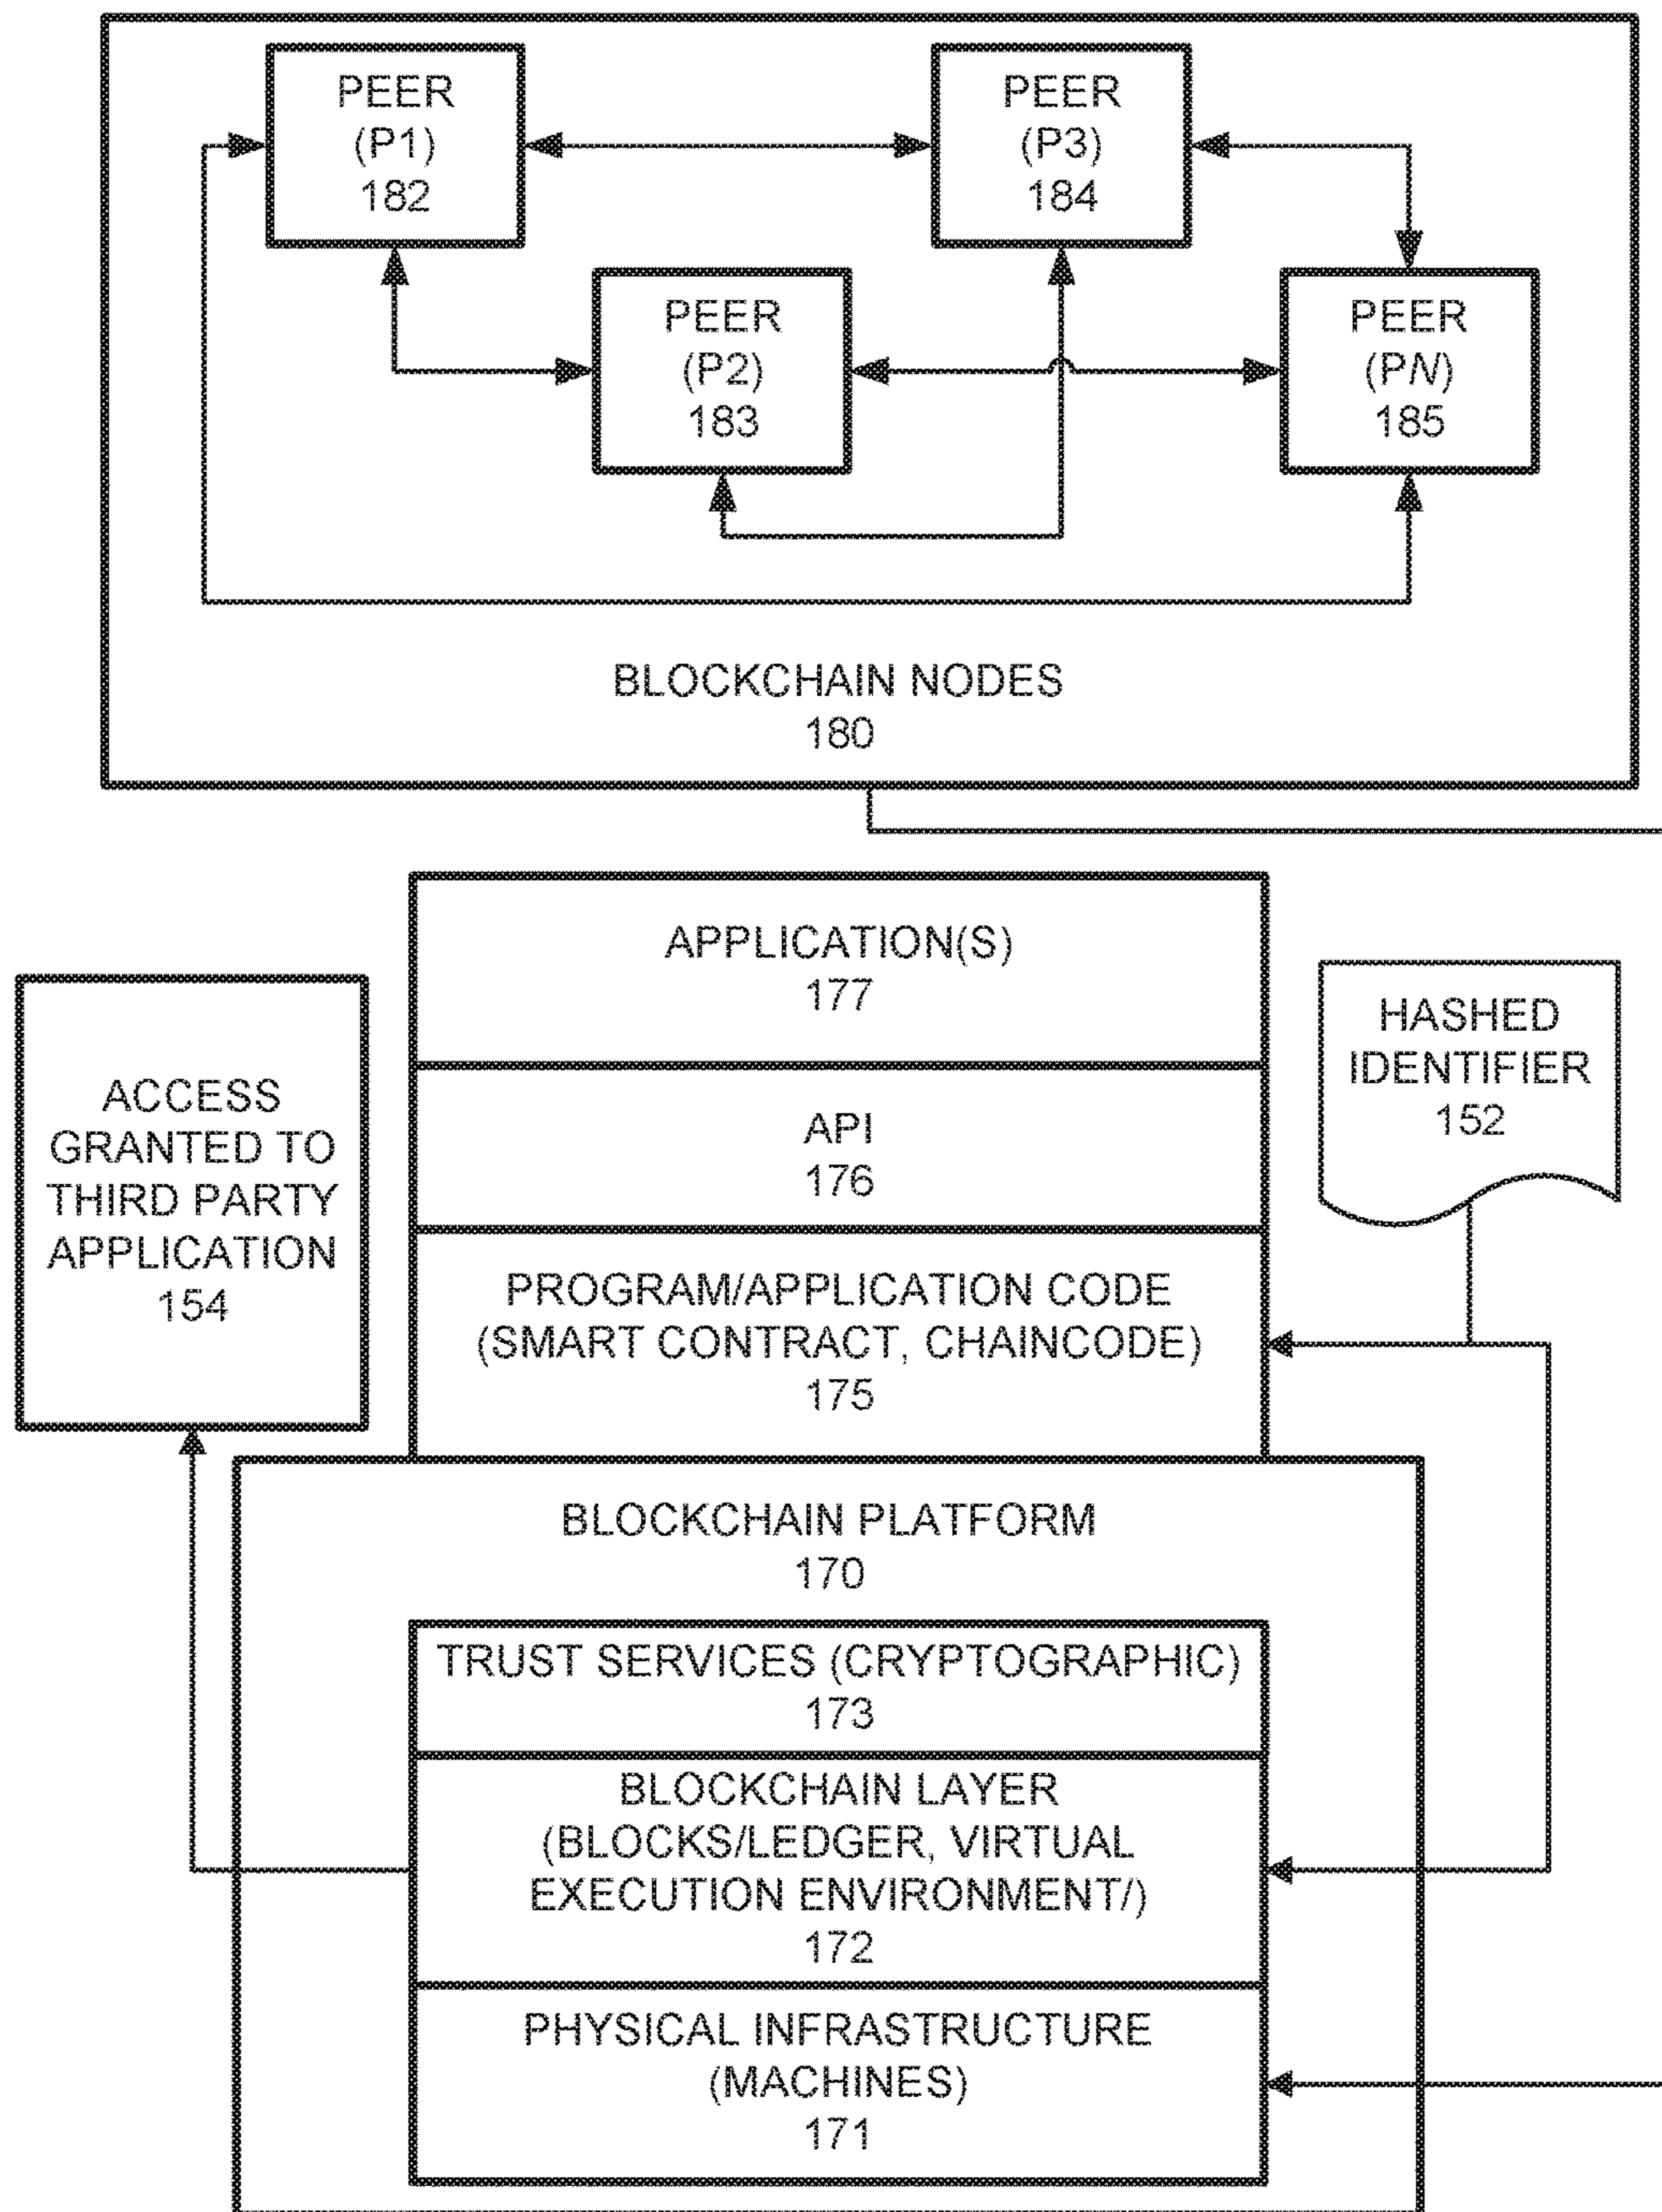 PEER
(P1)
182
PEER
(P3)
184
PEER
(P2)
183
PEER
(PN)
185
BLOCKCHAIN NODES
180
APPLICATION(S)
177
API
176
PROGRAM/APPLICATION CODE
(SMART CONTRACT, CHAINCODE)
175
HASHED
IDENTIFIER
152
ACCESS
GRANTED TO
THIRD PARTY
APPLICATION
154
BLOCKCHAIN PLATFORM
170
TRUST SERVICES (CRYPTOGRAPHIC)
173
BLOCKCHAIN LAYER
(BLOCKS/LEDGER, VIRTUAL
EXECUTION ENVIRONMENT/)
172
PHYSICAL INFRASTRUCTURE
(MACHINES)
171